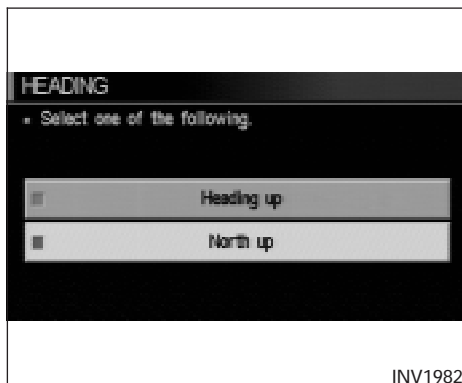 HEADING
▪ Select one of the following.
Heading up
North up
INV1982